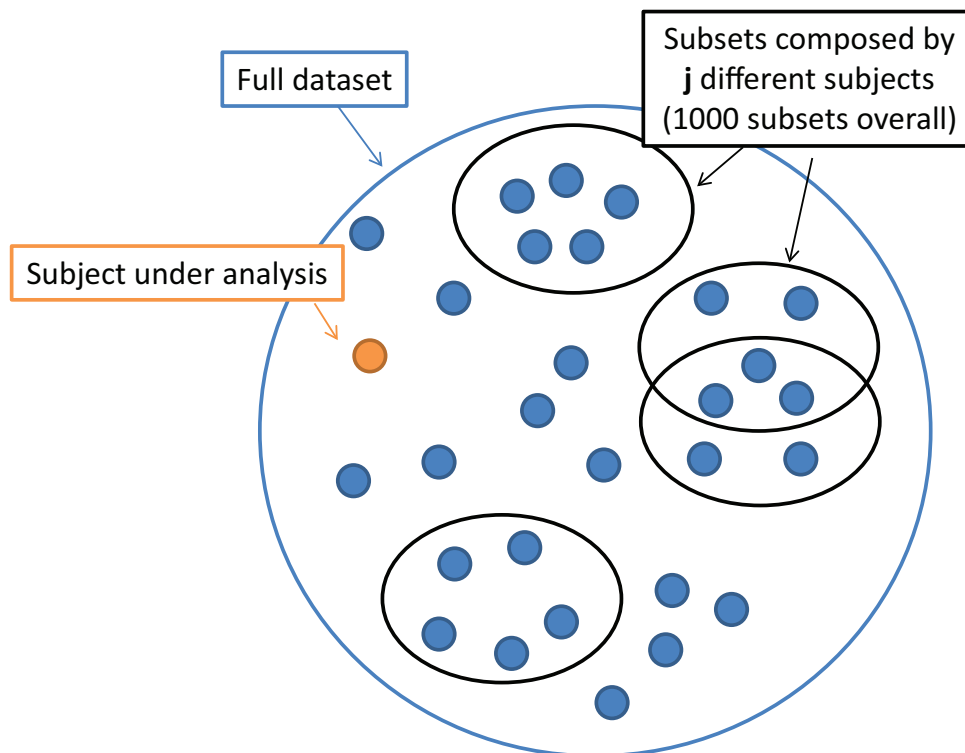 Subsets composed by
j different subjects
(1000 subsets overall)
Full dataset
Subject under analysis